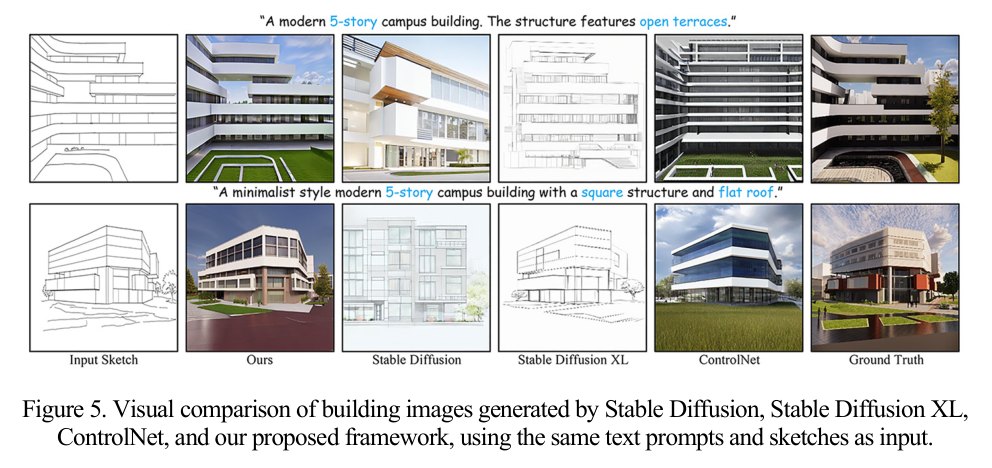 "A modern 5-story campus building. The structure features open terraces."
"A minimalist style modern 5-story campus building with a square structure and flat roof."
Input Sketch Ours Stable Diffusion Stable Diffusion XL ControlNet Ground Truth
Figure 5. Visual comparison of building images generated by Stable Diffusion, Stable Diffusion XL,
ControlNet, and our proposed framework, using the same text prompts and sketches as input.